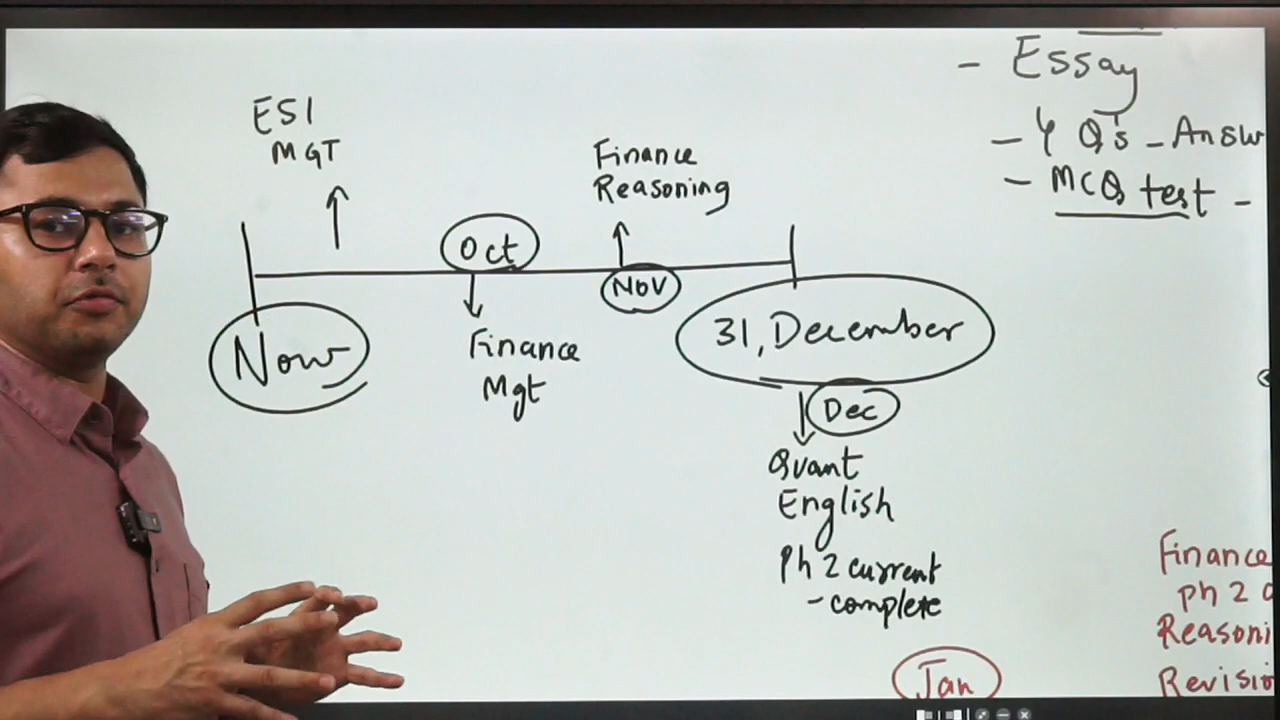 - Essay
- 4 Q's - Answ
- MCQ test -
ESI
MGT
Finance
Reasoning
Oct
Nov
Now
Finance
Mgt
31, December
Dec
Quant
English
Ph 2 current
- complete
Jan
Finance
ph 2
Reasoni
Revisio